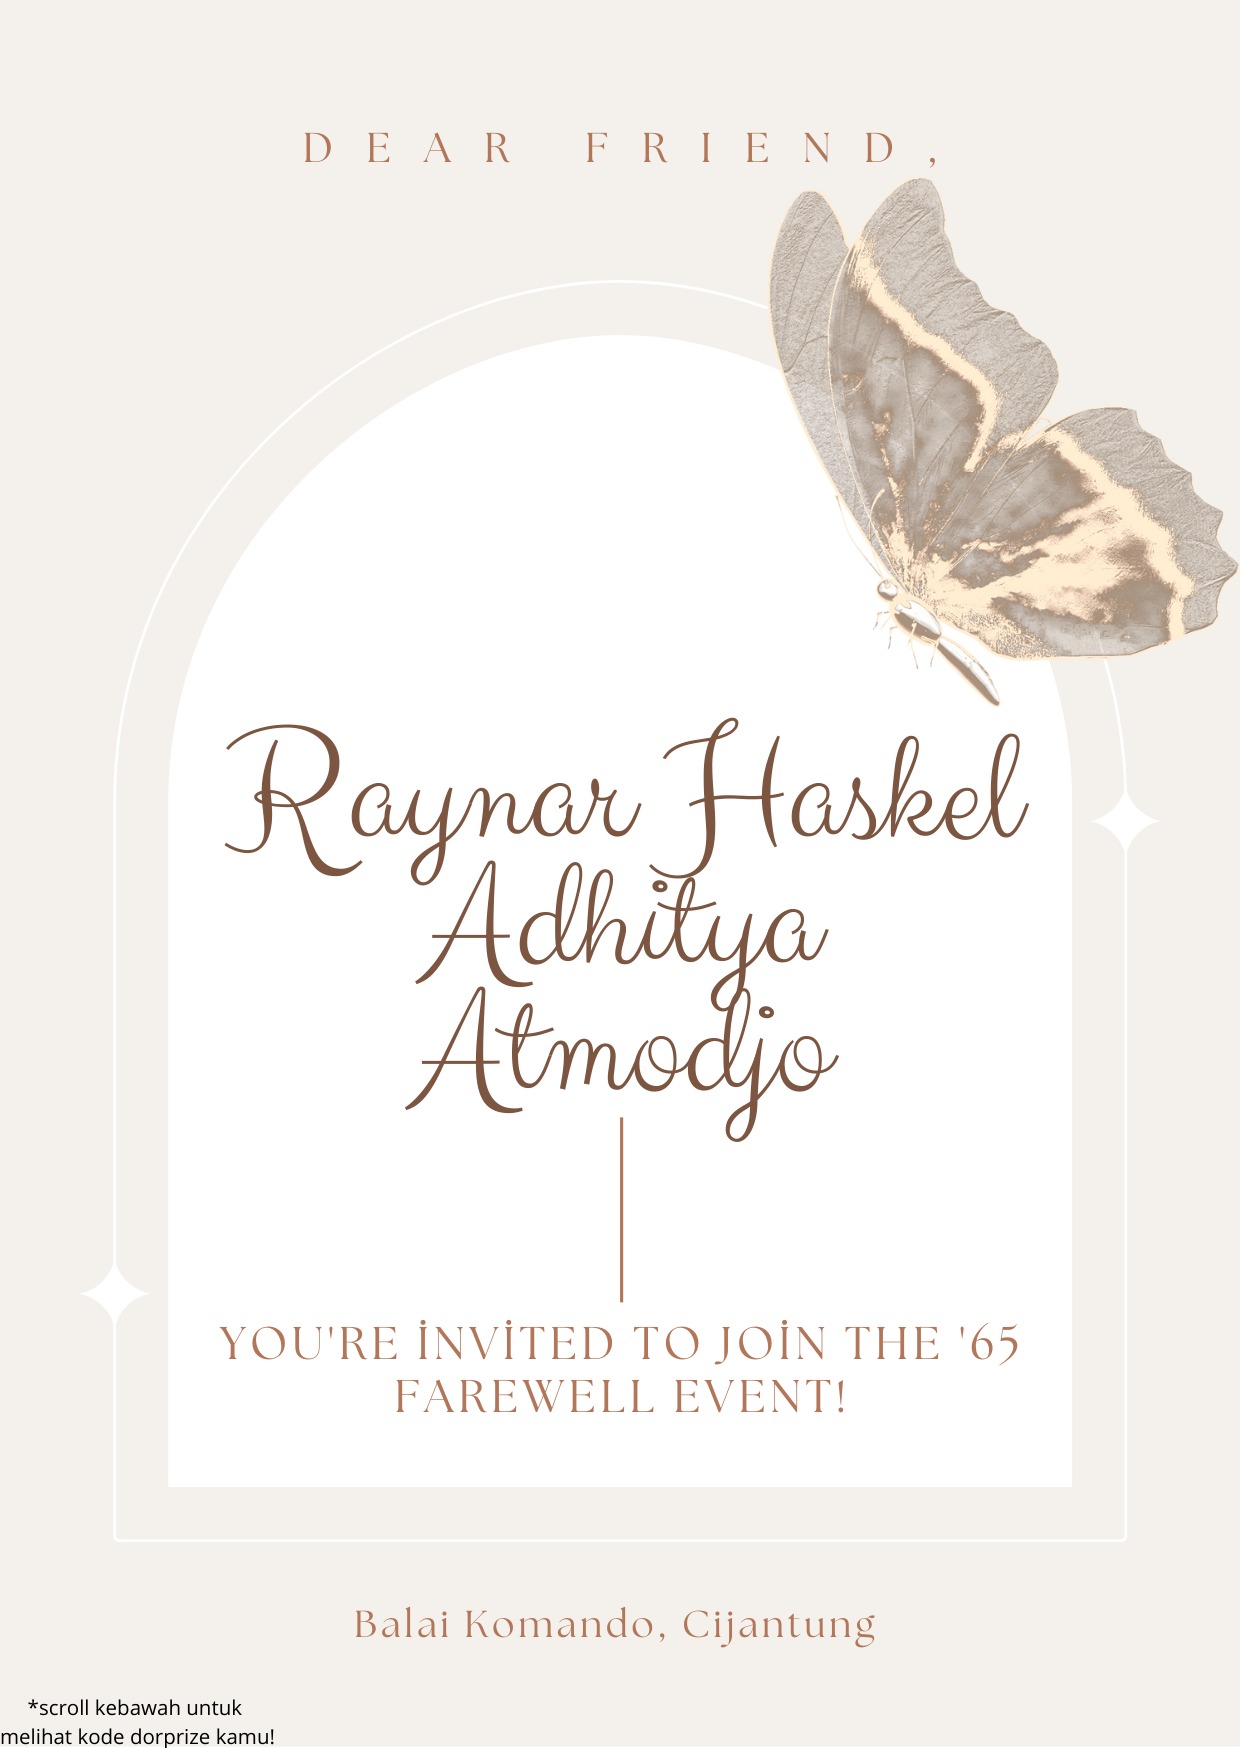 DEAR FRIEND,
Raynar Haskel
Adhitya
Atmodjo
YOU'RE İNVİTED TO JOİN THE '65
FAREWELL EVENT!
Balai Komando, Cijantung
*scroll kebawah untuk
melihat kode dorprize kamu!